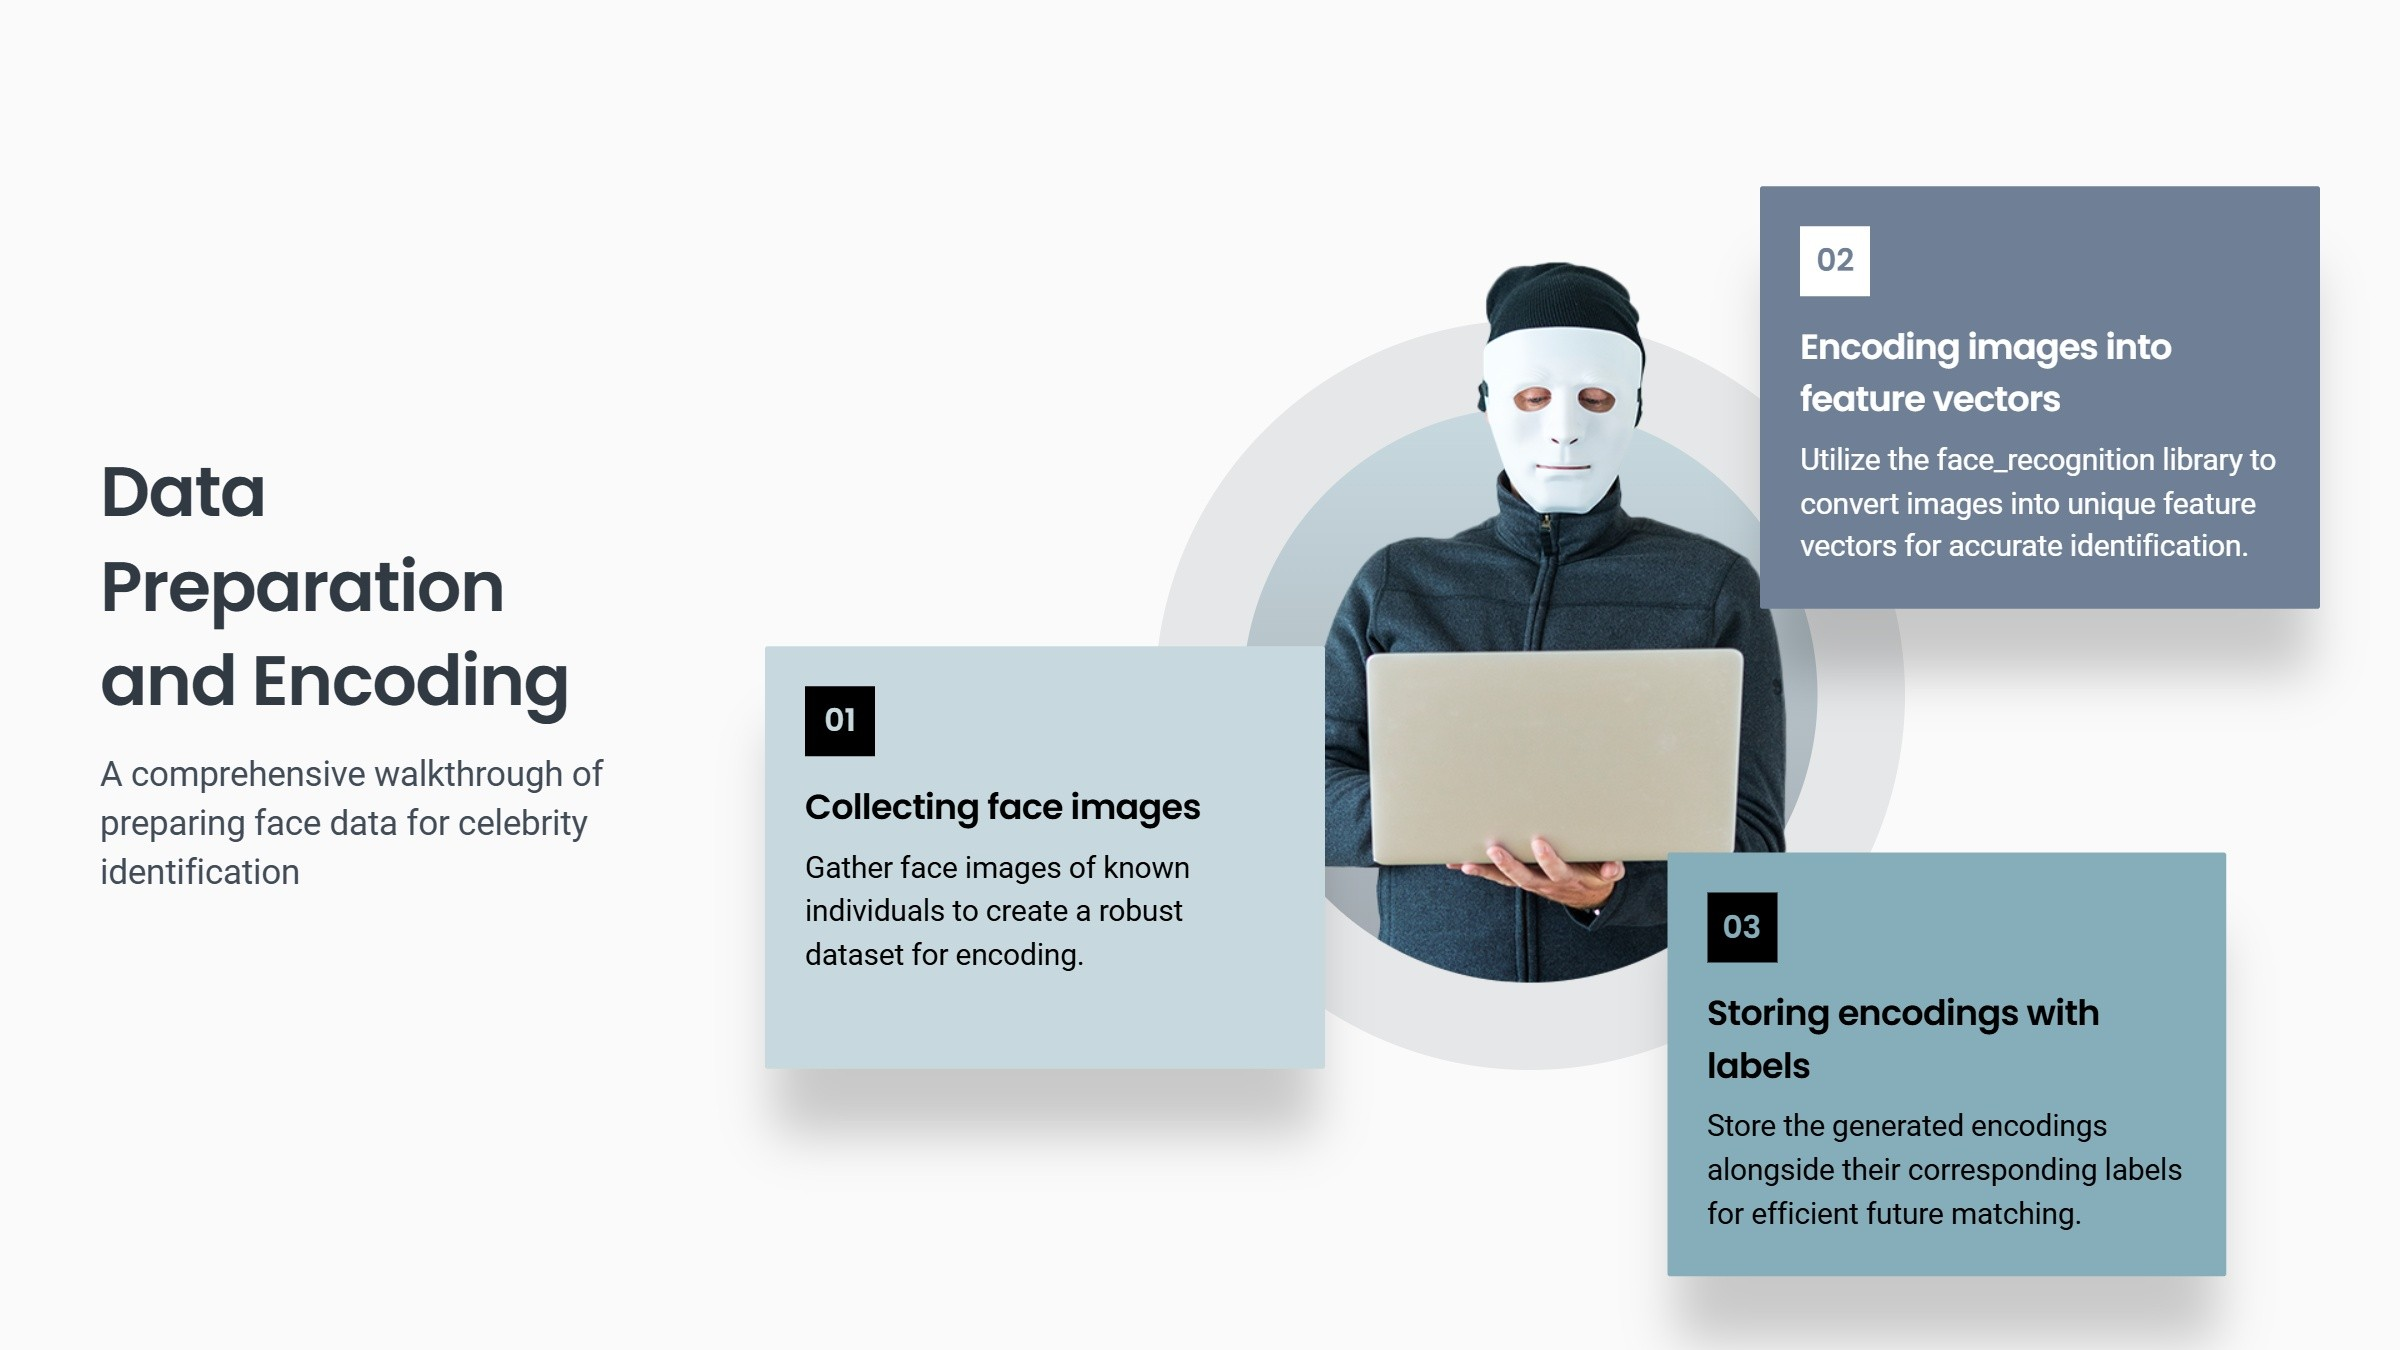 Data
Preparation
and Encoding
A comprehensive walkthrough of
preparing face data for celebrity
identification
01
Collecting face images
Gather face images of known
individuals to create a robust
dataset for encoding.
02
Encoding images into
feature vectors
Utilize the face_recognition library to
convert images into unique feature
vectors for accurate identification.
03
Storing encodings with
labels
Store the generated encodings
alongside their corresponding labels
for efficient future matching.